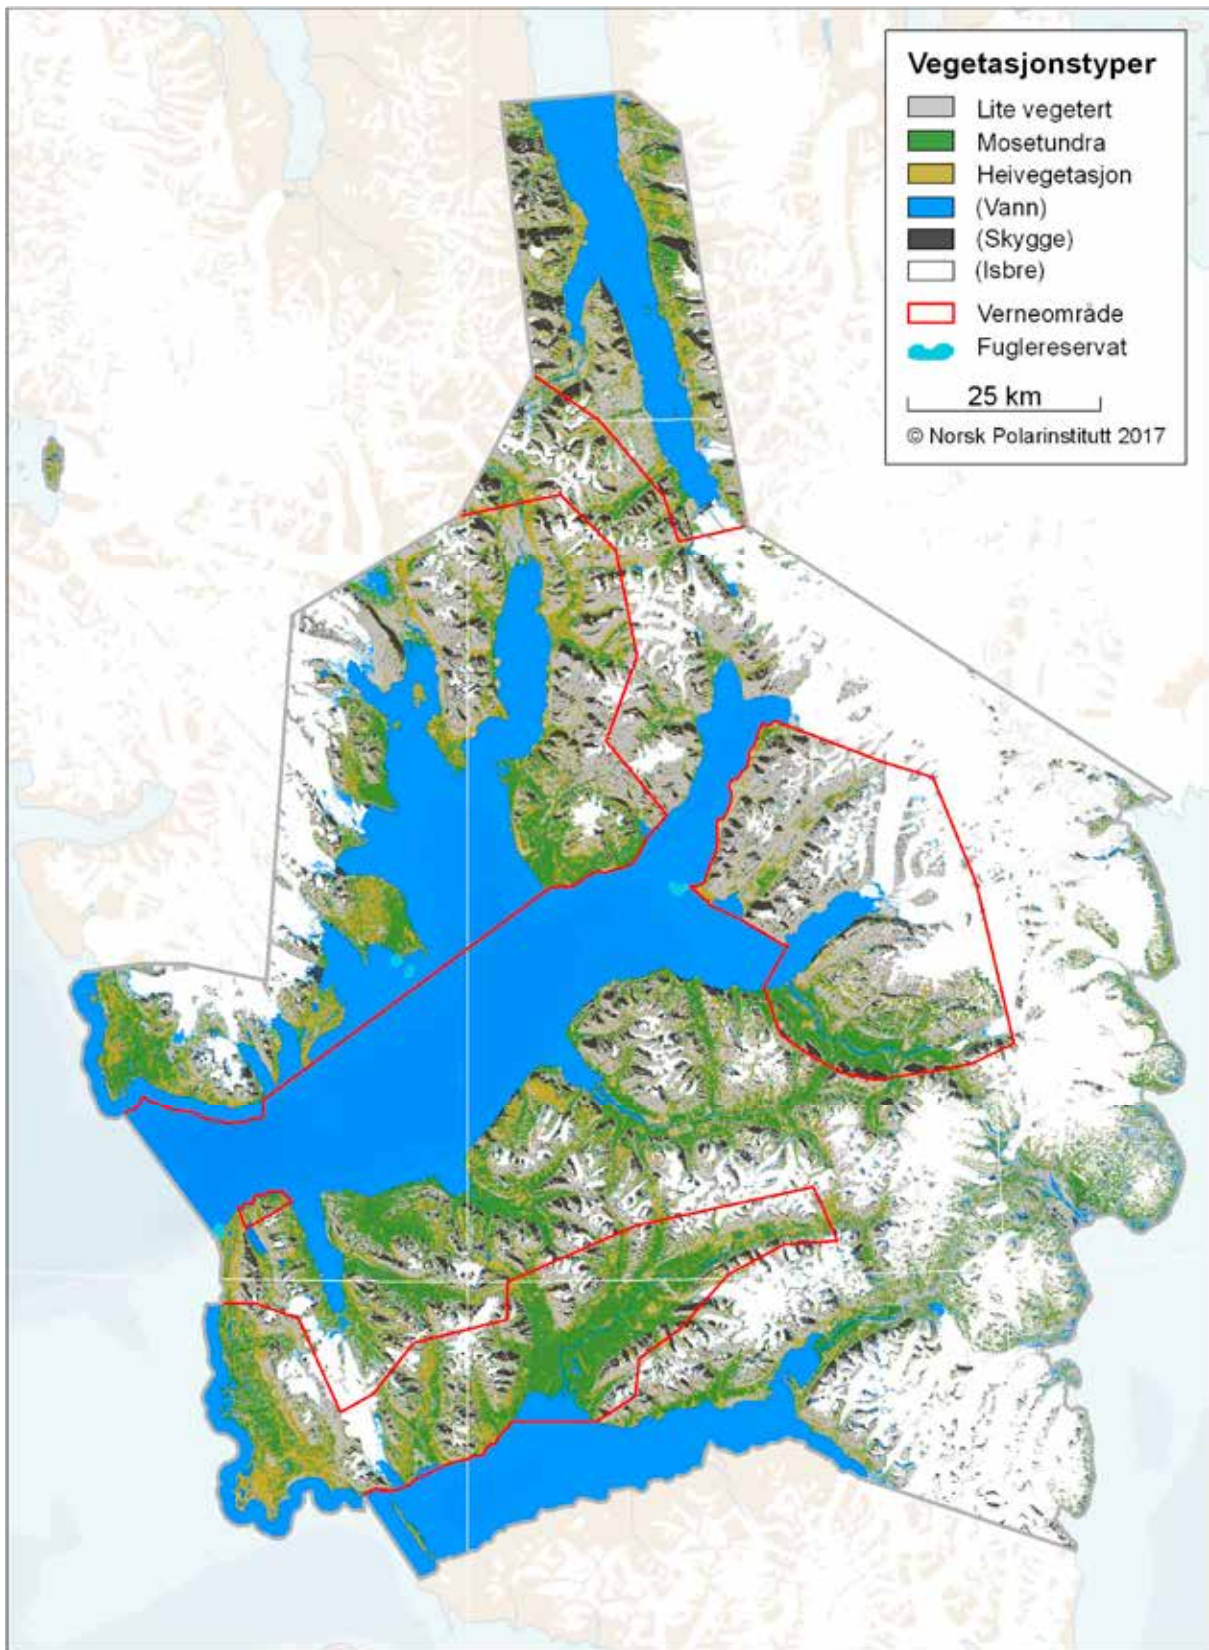 Vegetasjonstyper
Lite vegetert
Mosetundra
Heivegetasjon
(Vann)
(Skygge)
(Isbre)
Verneområde
Fuglereservat
25 km
© Norsk Polarinstitutt 2017